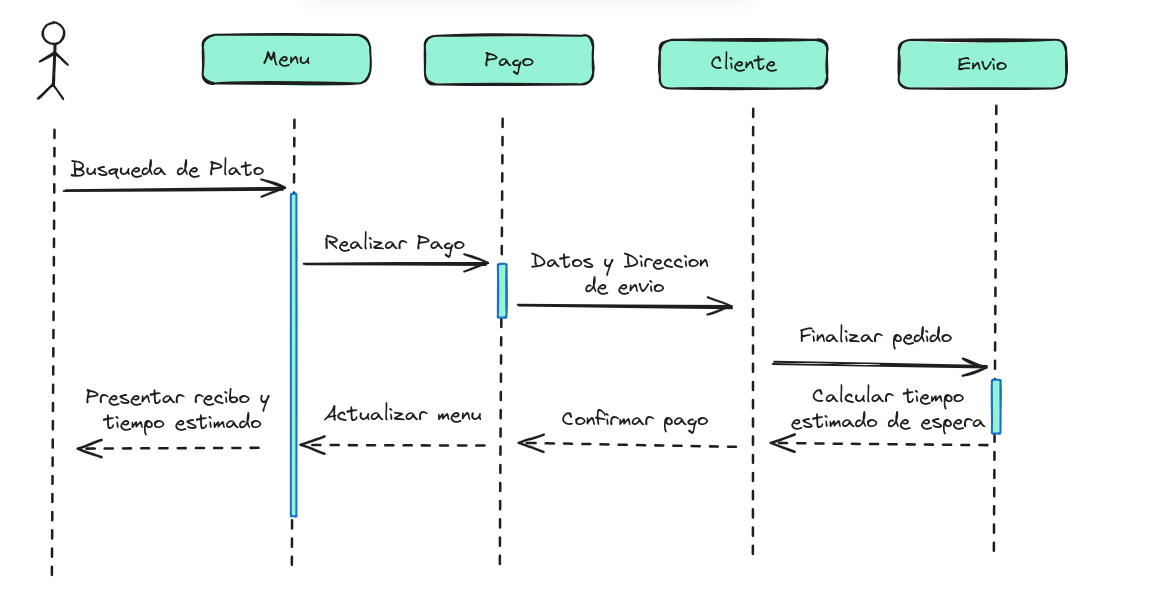 Menu
Pago
Cliente
Envio
Busqueda de Plato
Realizar Pago
Datos y Direccion
de envio
Finalizar pedido
Calcular tiempo
estimado de espera
Confirmar pago
Actualizar menu
Presentar recibo y
tiempo estimado